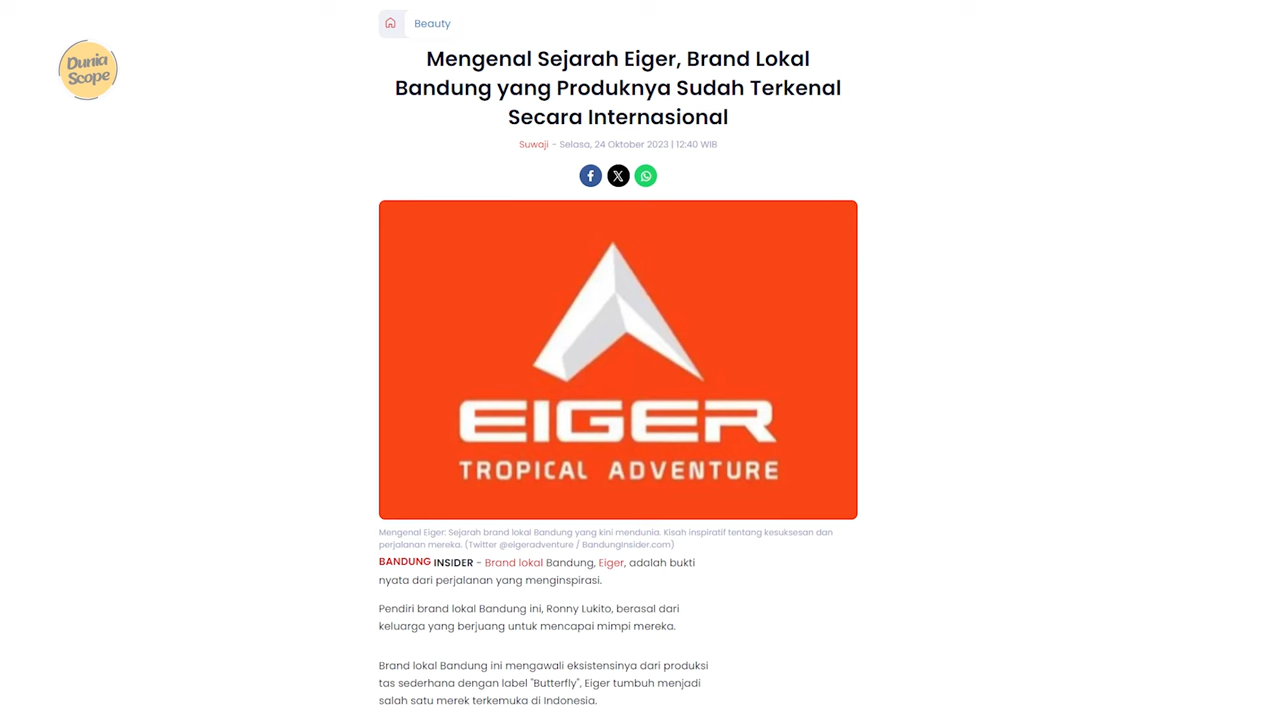 Beauty
Dunia
Scope
Mengenal Sejarah Eiger, Brand Lokal
Bandung yang Produknya Sudah Terkenal
Secara Internasional
Suwaji - Selasa, 24 Oktober 2023 | 12:40 WIB
EIGER
TROPICAL ADVENTURE
Mengenal Eiger: Sejarah brand lokal Bandung yang kini mendunia. Kisah inspiratif tentang kesuksesan dan
perjalanan mereka. (Twitter @eigeradventure / BandungInsider.com)
BANDUNG INSIDER - Brand lokal Bandung, Eiger, adalah bukti
nyata dari perjalanan yang menginspirasi.
Pendiri brand lokal Bandung ini, Ronny Lukito, berasal dari
keluarga yang berjuang untuk mencapai mimpi mereka.
Brand lokal Bandung ini mengawali eksistensinya dari produksi
tas sederhana dengan label "Butterfly", Eiger tumbuh menjadi
salah satu merek terkemuka di Indonesia.